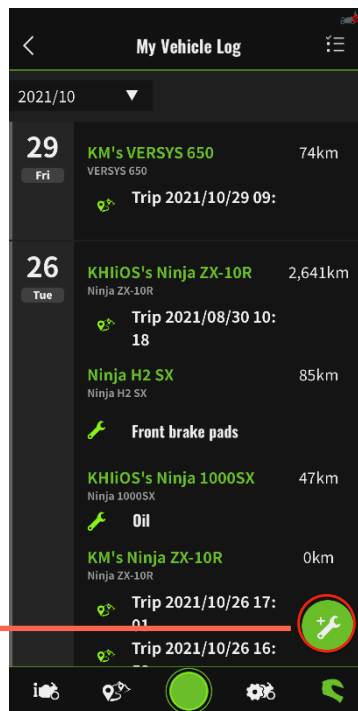 My Vehicle Log
2021/10
29
Fri
KM's VERSYS 650
74km
VERSYS 650
Trip 2021/10/29 09:
26
Tue
KHIiOS's Ninja ZX-10R
2,641km
Ninja ZX-10R
Trip 2021/08/30 10:
18
Ninja H2 SX
85km
Ninja H2 SX
Front brake pads
KHIiOS's Ninja 1000SX
47km
Ninja 1000SX
Oil
KM's Ninja ZX-10R
0km
Ninja ZX-10R
Trip 2021/10/26 17:
01
Trip 2021/10/26 16: